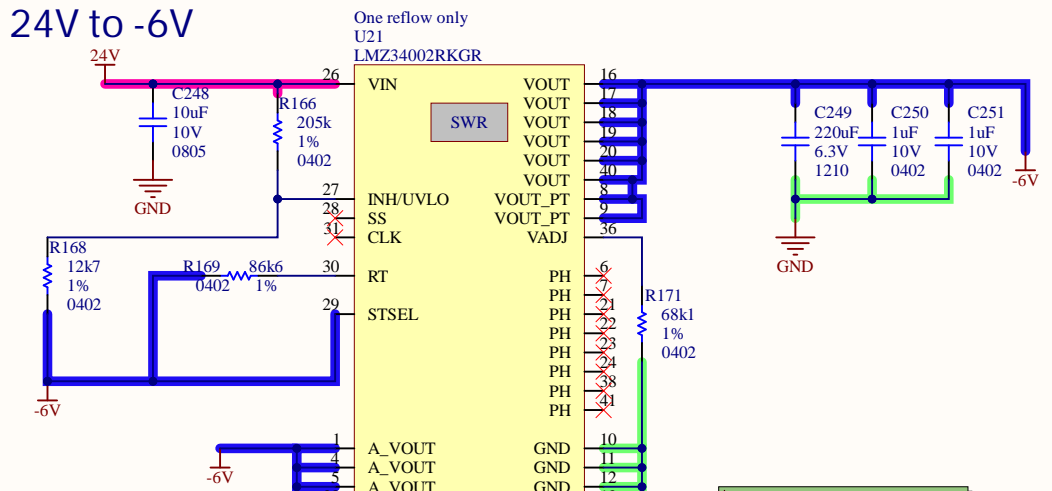 24V to -6V
One reflow only
U21
LMZ34002RKGR
24V
26
VIN
VOUT
16
VOUT
17
VOUT
18
VOUT
19
VOUT
20
VOUT
40
VOUT_PT
8
VOUT_PT
9
VADJ
36
SWR
C248
10uF
10V
0805
GND
R166
205k
1%
0402
27
INH/UVLO
28
SS
31
CLK
R168
12k7
1%
0402
R169
0402
86k6
1%
30
RT
29
STSEL
-6V
PH
6
PH
7
PH
21
PH
22
PH
23
PH
24
PH
38
PH
41
R171
68k1
1%
0402
C249
220uF
6.3V
1210
C250
1uF
10V
0402
C251
1uF
10V
0402
-6V
GND
-6V
1
A_VOUT
4
A_VOUT
5
A_VOUT
GND
10
GND
11
GND
12